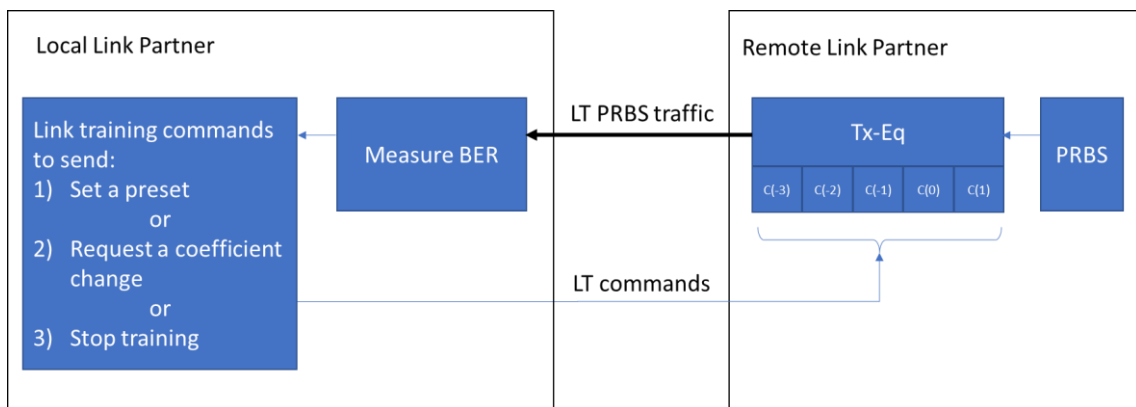 Local Link Partner
Remote Link Partner
Link training commands
to send:
1) Set a preset
or
2) Request a coefficient
change
or
3) Stop training
Measure BER
LT PRBS traffic
Tx-Eq
C(-3) C(-2) C(-1) C(0) C(1)
PRBS
LT commands